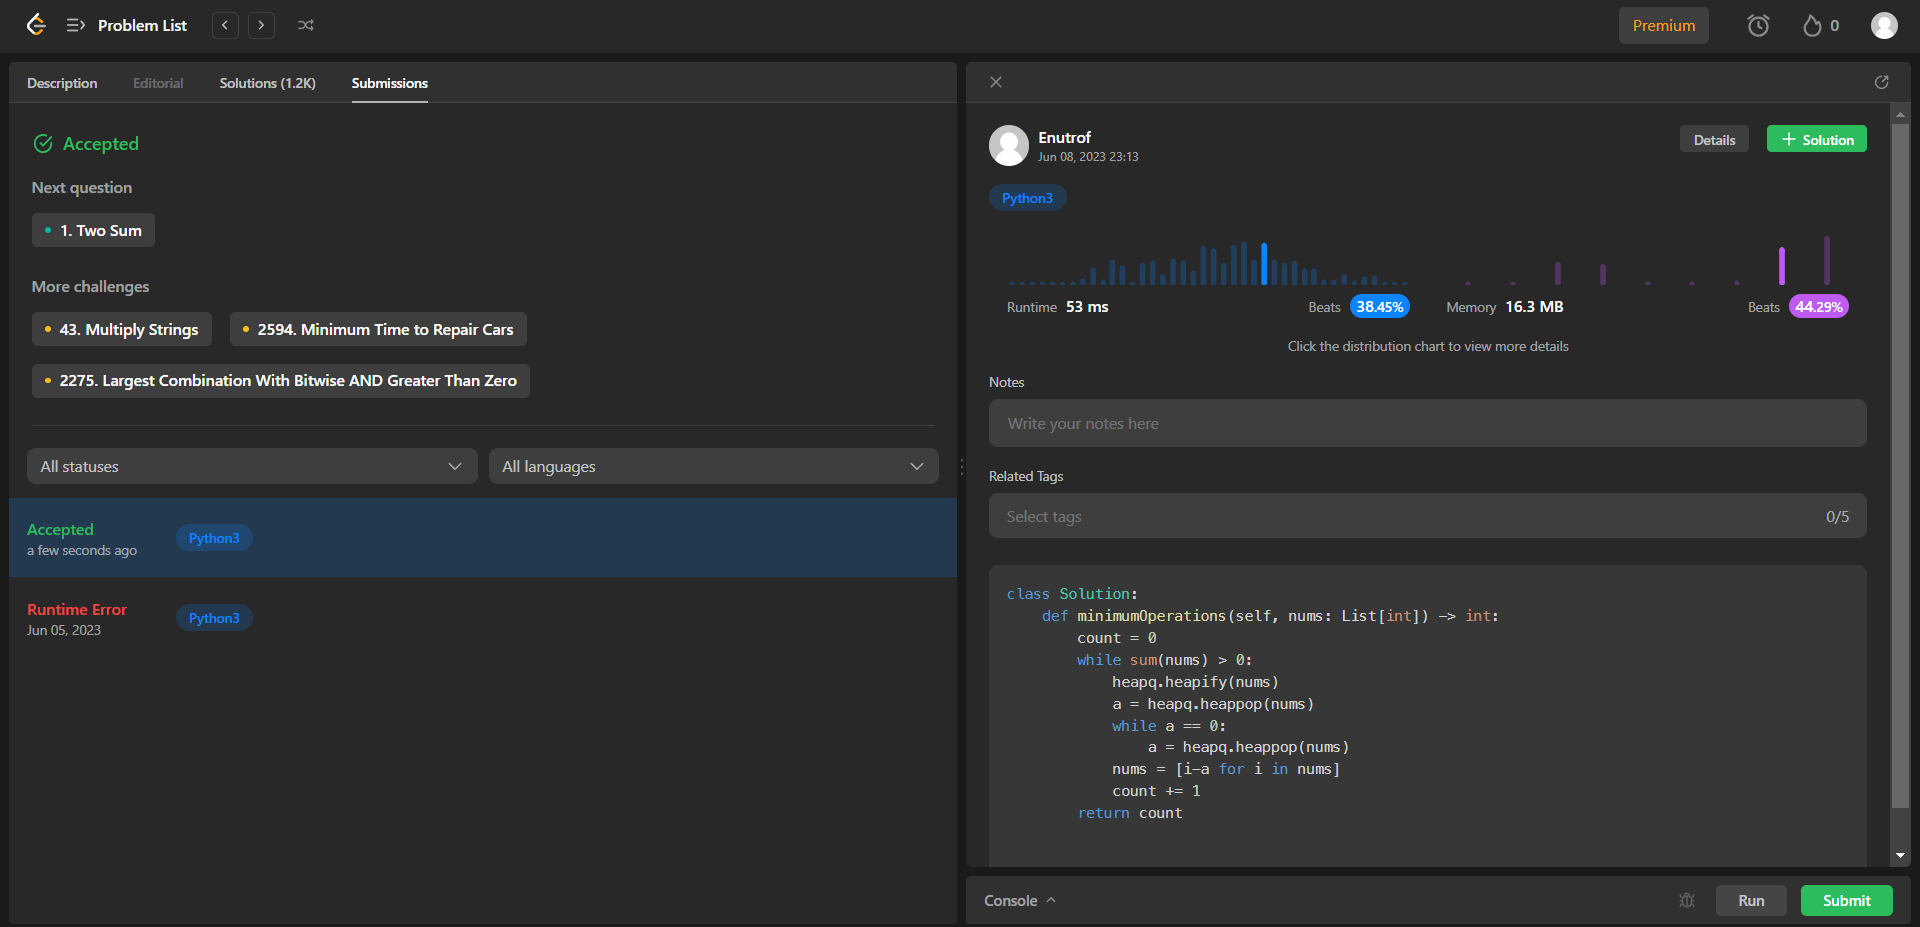 Problem List
Premium
0
Description
Editorial
Solutions (1.2K)
Submissions
Accepted
Next question
1. Two Sum
More challenges
43. Multiply Strings
2594. Minimum Time to Repair Cars
2275. Largest Combination With Bitwise AND Greater Than Zero
All statuses
All languages
Accepted
a few seconds ago
Python3
Runtime Error
Jun 05, 2023
Python3
Enutrof
Jun 08, 2023 23:13
Details
+ Solution
Python3
Runtime 53 ms
Beats 38.45%
Memory 16.3 MB
Beats 44.29%
Click the distribution chart to view more details
Notes
Write your notes here
Related Tags
Select tags
0/5
class Solution:
    def minimumOperations(self, nums: List[int]) -> int:
        count = 0
        while sum(nums) > 0:
            heapq.heapify(nums)
            a = heapq.heappop(nums)
            while a == 0:
                a = heapq.heappop(nums)
            nums = [i-a for i in nums]
            count += 1
        return count
Console
Run
Submit